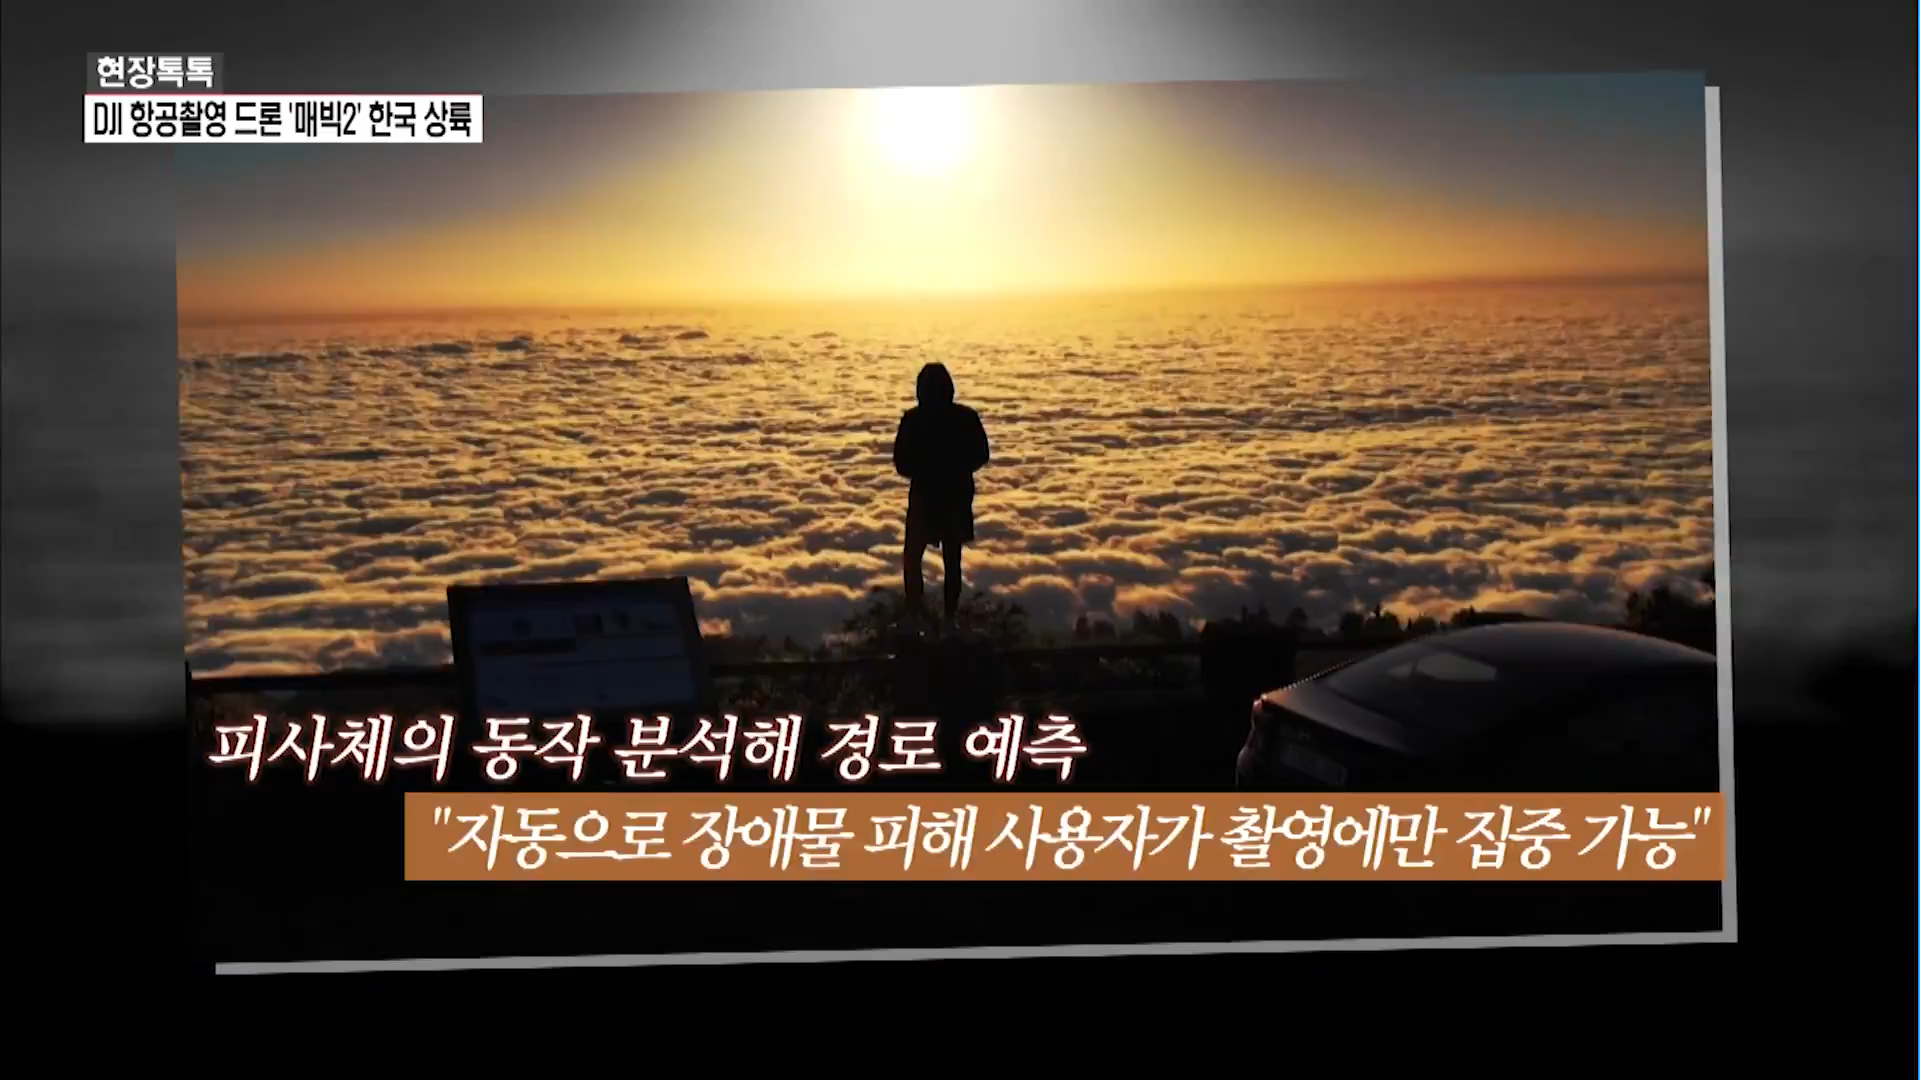 현장톡톡
DJI 항공촬영 드론 '매빅2' 한국 상륙
피사체의 동작 분석해 경로 예측
"자동으로 장애물 피해 사용자가 촬영에만 집중 가능"